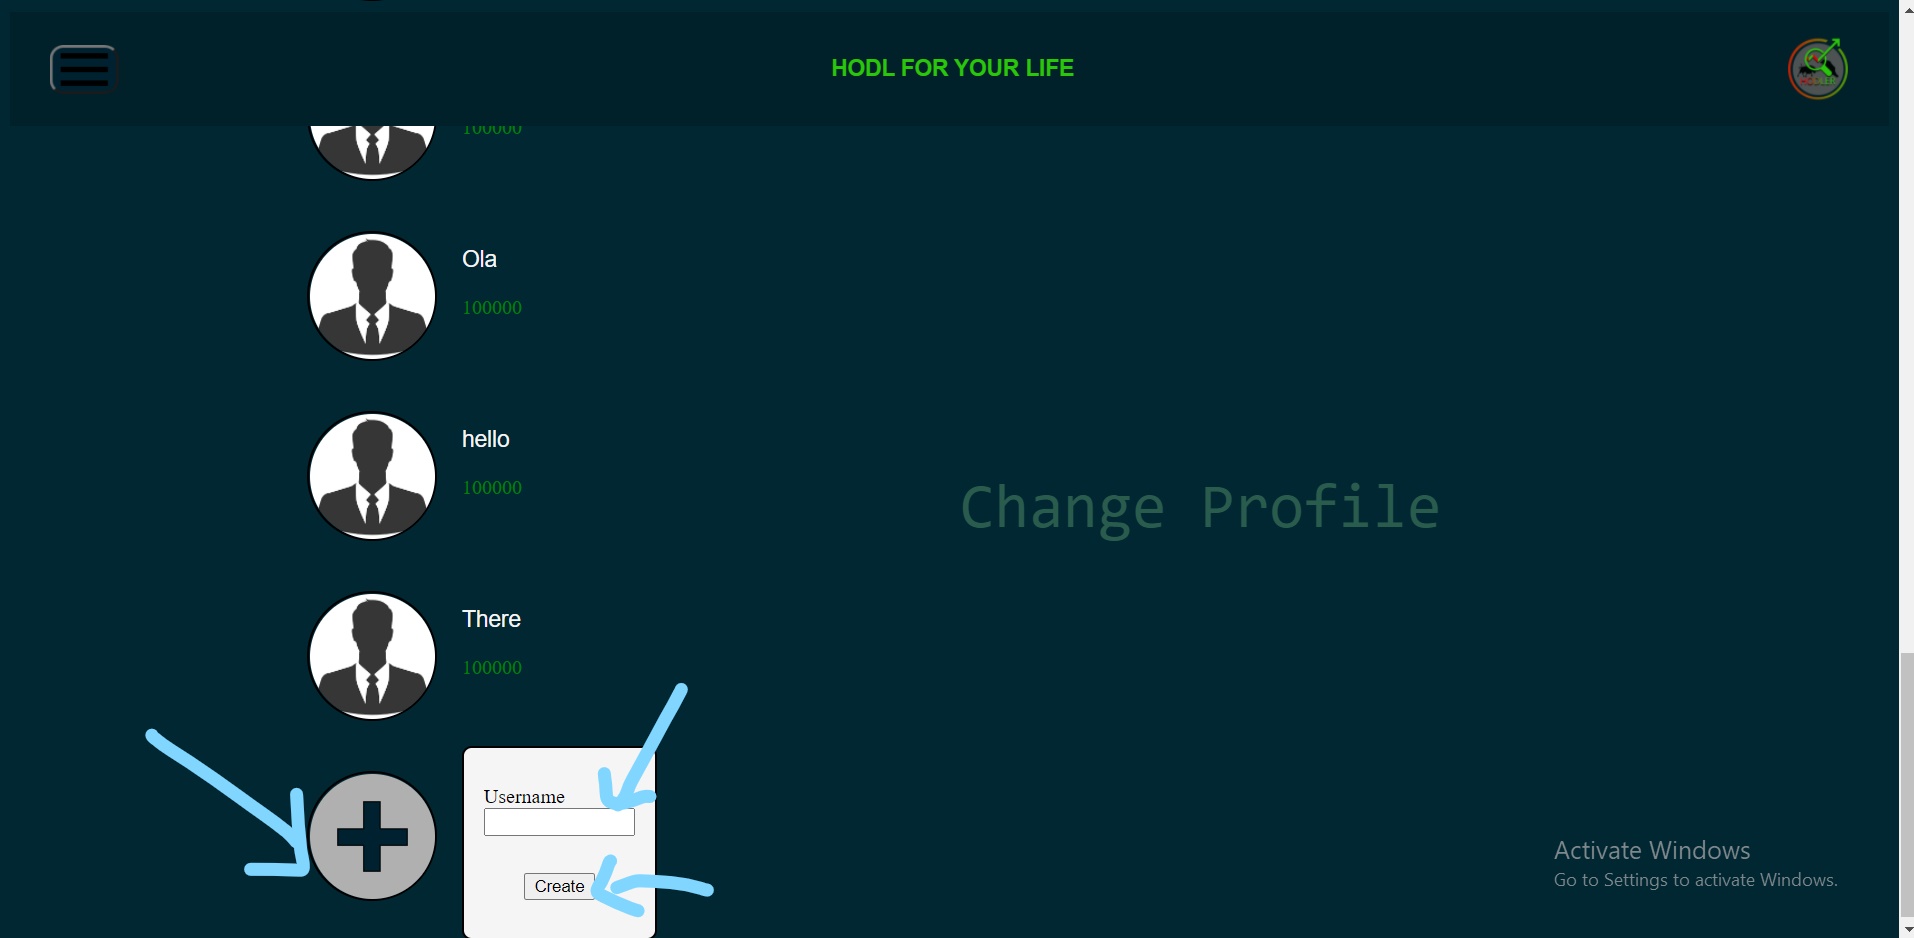 HODL FOR YOUR LIFE
100000
Ola
100000
hello
100000
Change Profile
There
100000
Username
Create
Activate Windows
Go to Settings to activate Windows.